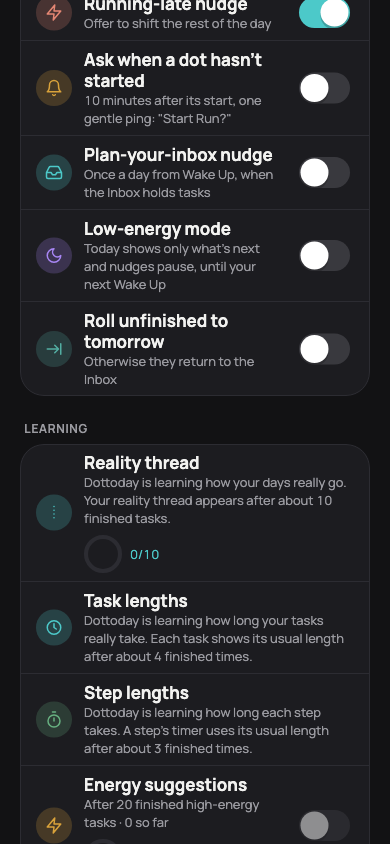 Running-late nudge
Offer to shift the rest of the day
Ask when a dot hasn't
started
10 minutes after its start, one
gentle ping: "Start Run?"
Plan-your-inbox nudge
Once a day from Wake Up, when
the Inbox holds tasks
Low-energy mode
Today shows only what's next
and nudges pause, until your
next Wake Up
Roll unfinished to
tomorrow
Otherwise they return to the
Inbox
LEARNING
Reality thread
Dottoday is learning how your days really go.
Your reality thread appears after about 10
finished tasks.
0/10
Task lengths
Dottoday is learning how long your tasks
really take. Each task shows its usual length
after about 4 finished times.
Step lengths
Dottoday is learning how long each step
takes. A step's timer uses its usual length
after about 3 finished times.
Energy suggestions
After 20 finished high-energy
tasks · 0 so far